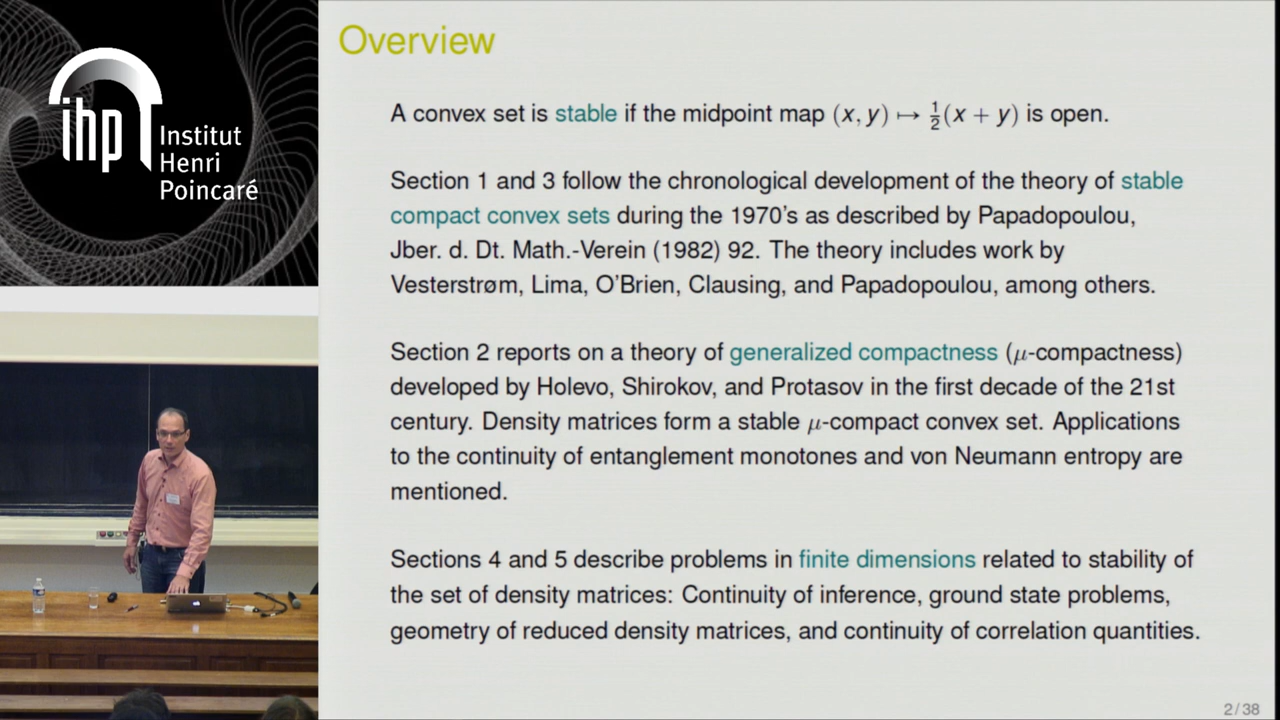 ihp
Institut
Henri
Poincaré
Overview
A convex set is stable if the midpoint map (x, y) ↦ ½(x + y) is open.
Section 1 and 3 follow the chronological development of the theory of stable
compact convex sets during the 1970's as described by Papadopoulou,
Jber. d. Dt. Math.-Verein (1982) 92. The theory includes work by
Vesterstrøm, Lima, O'Brien, Clausing, and Papadopoulou, among others.
Section 2 reports on a theory of generalized compactness (μ-compactness)
developed by Holevo, Shirokov, and Protasov in the first decade of the 21st
century. Density matrices form a stable μ-compact convex set. Applications
to the continuity of entanglement monotones and von Neumann entropy are
mentioned.
Sections 4 and 5 describe problems in finite dimensions related to stability of
the set of density matrices: Continuity of inference, ground state problems,
geometry of reduced density matrices, and continuity of correlation quantities.
2/38